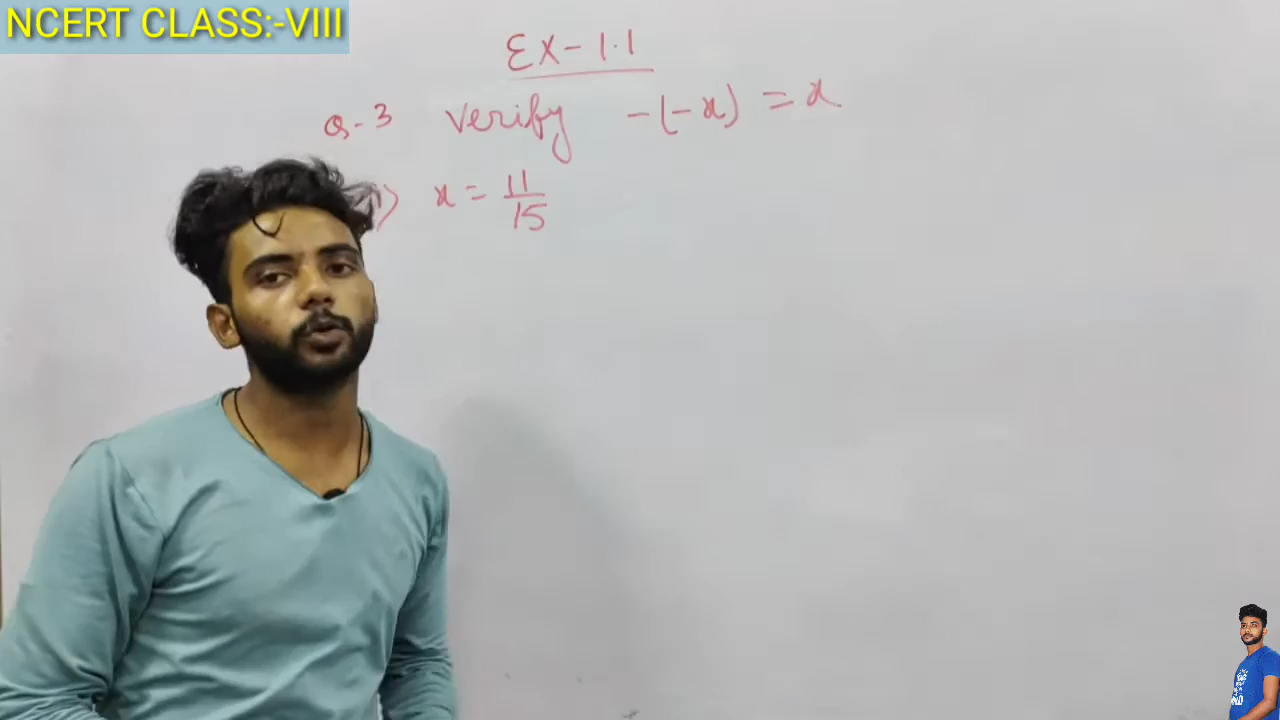 NCERT CLASS:-VIII
Ex-1.1
Q-3 verify -(-x) = x
x = 11/15